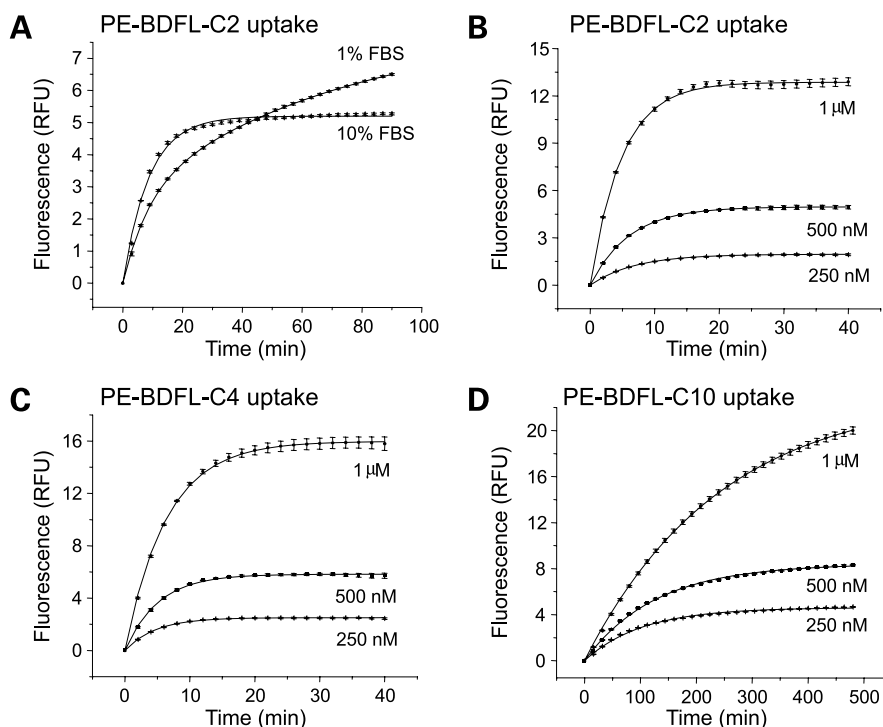 A
PE-BDFL-C2 uptake
Fluorescence (RFU)
7
6
5
4
3
2
1
0
1% FBS
10% FBS
0 20 40 60 80 100
Time (min)
B
PE-BDFL-C2 uptake
Fluorescence (RFU)
15
12
9
6
3
0
1 μM
500 nM
250 nM
0 10 20 30 40
Time (min)
C
PE-BDFL-C4 uptake
Fluorescence (RFU)
16
12
8
4
0
1 μM
500 nM
250 nM
0 10 20 30 40
Time (min)
D
PE-BDFL-C10 uptake
Fluorescence (RFU)
20
16
12
8
4
0
1 μM
500 nM
250 nM
0 100 200 300 400 500
Time (min)